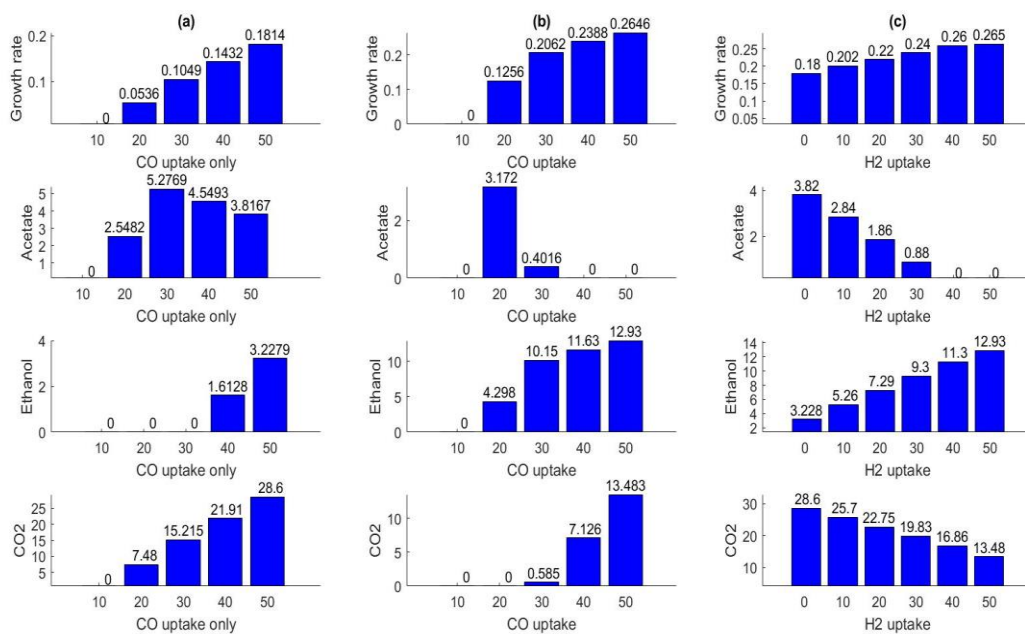 (a)
Growth rate
0.2
0.1
0
0.0536
0.1049
0.1432
0.1814
10 20 30 40 50
CO uptake only
(b)
Growth rate
0.2
0.1
0
0
0.1256
0.2062
0.2388
0.2646
10 20 30 40 50
CO uptake
(c)
Growth rate
0.25
0.2
0.15
0.1
0.05
0.18
0.202
0.22
0.24
0.26
0.265
0 10 20 30 40 50
H2 uptake
Acetate
5
4
3
2
1
0
2.5482
5.2769
4.5493
3.8167
10 20 30 40 50
CO uptake only
Acetate
2
0
0
3.172
0.4016
0
0
10 20 30 40 50
CO uptake
Acetate
4
2
3.82
2.84
1.86
0.88
0
0
0 10 20 30 40 50
H2 uptake
Ethanol
4
2
0
0
0
0
1.6128
3.2279
10 20 30 40 50
CO uptake only
Ethanol
10
5
0
0
4.298
10.15
11.63
12.93
10 20 30 40 50
CO uptake
Ethanol
14
12
10
8
6
4
2
3.228
5.26
7.29
9.3
11.3
12.93
0 10 20 30 40 50
H2 uptake
CO2
25
20
15
10
5
0
7.48
15.215
21.91
28.6
10 20 30 40 50
CO uptake only
CO2
10
5
0
0
0
0.585
7.126
13.483
10 20 30 40 50
CO uptake
CO2
30
20
10
28.6
25.7
22.75
19.83
16.86
13.48
0 10 20 30 40 50
H2 uptake